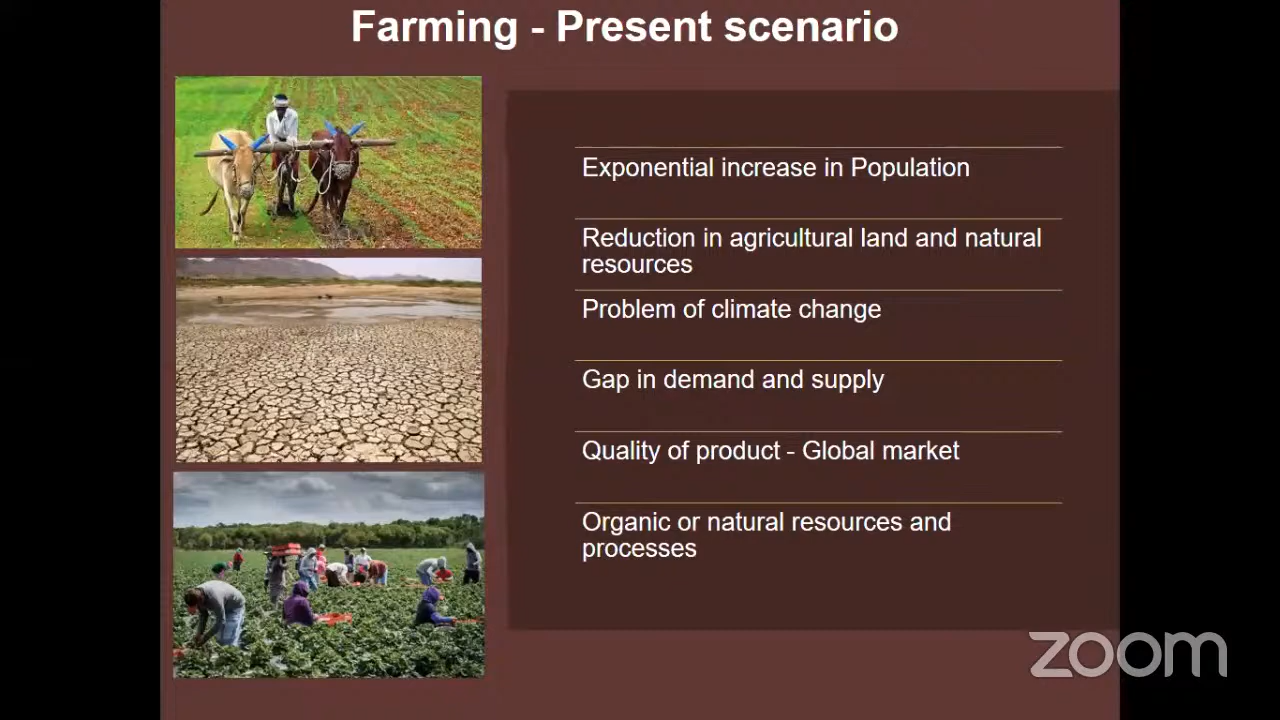 Farming - Present scenario
Exponential increase in Population
Reduction in agricultural land and natural
resources
Problem of climate change
Gap in demand and supply
Quality of product - Global market
Organic or natural resources and
processes
zoom